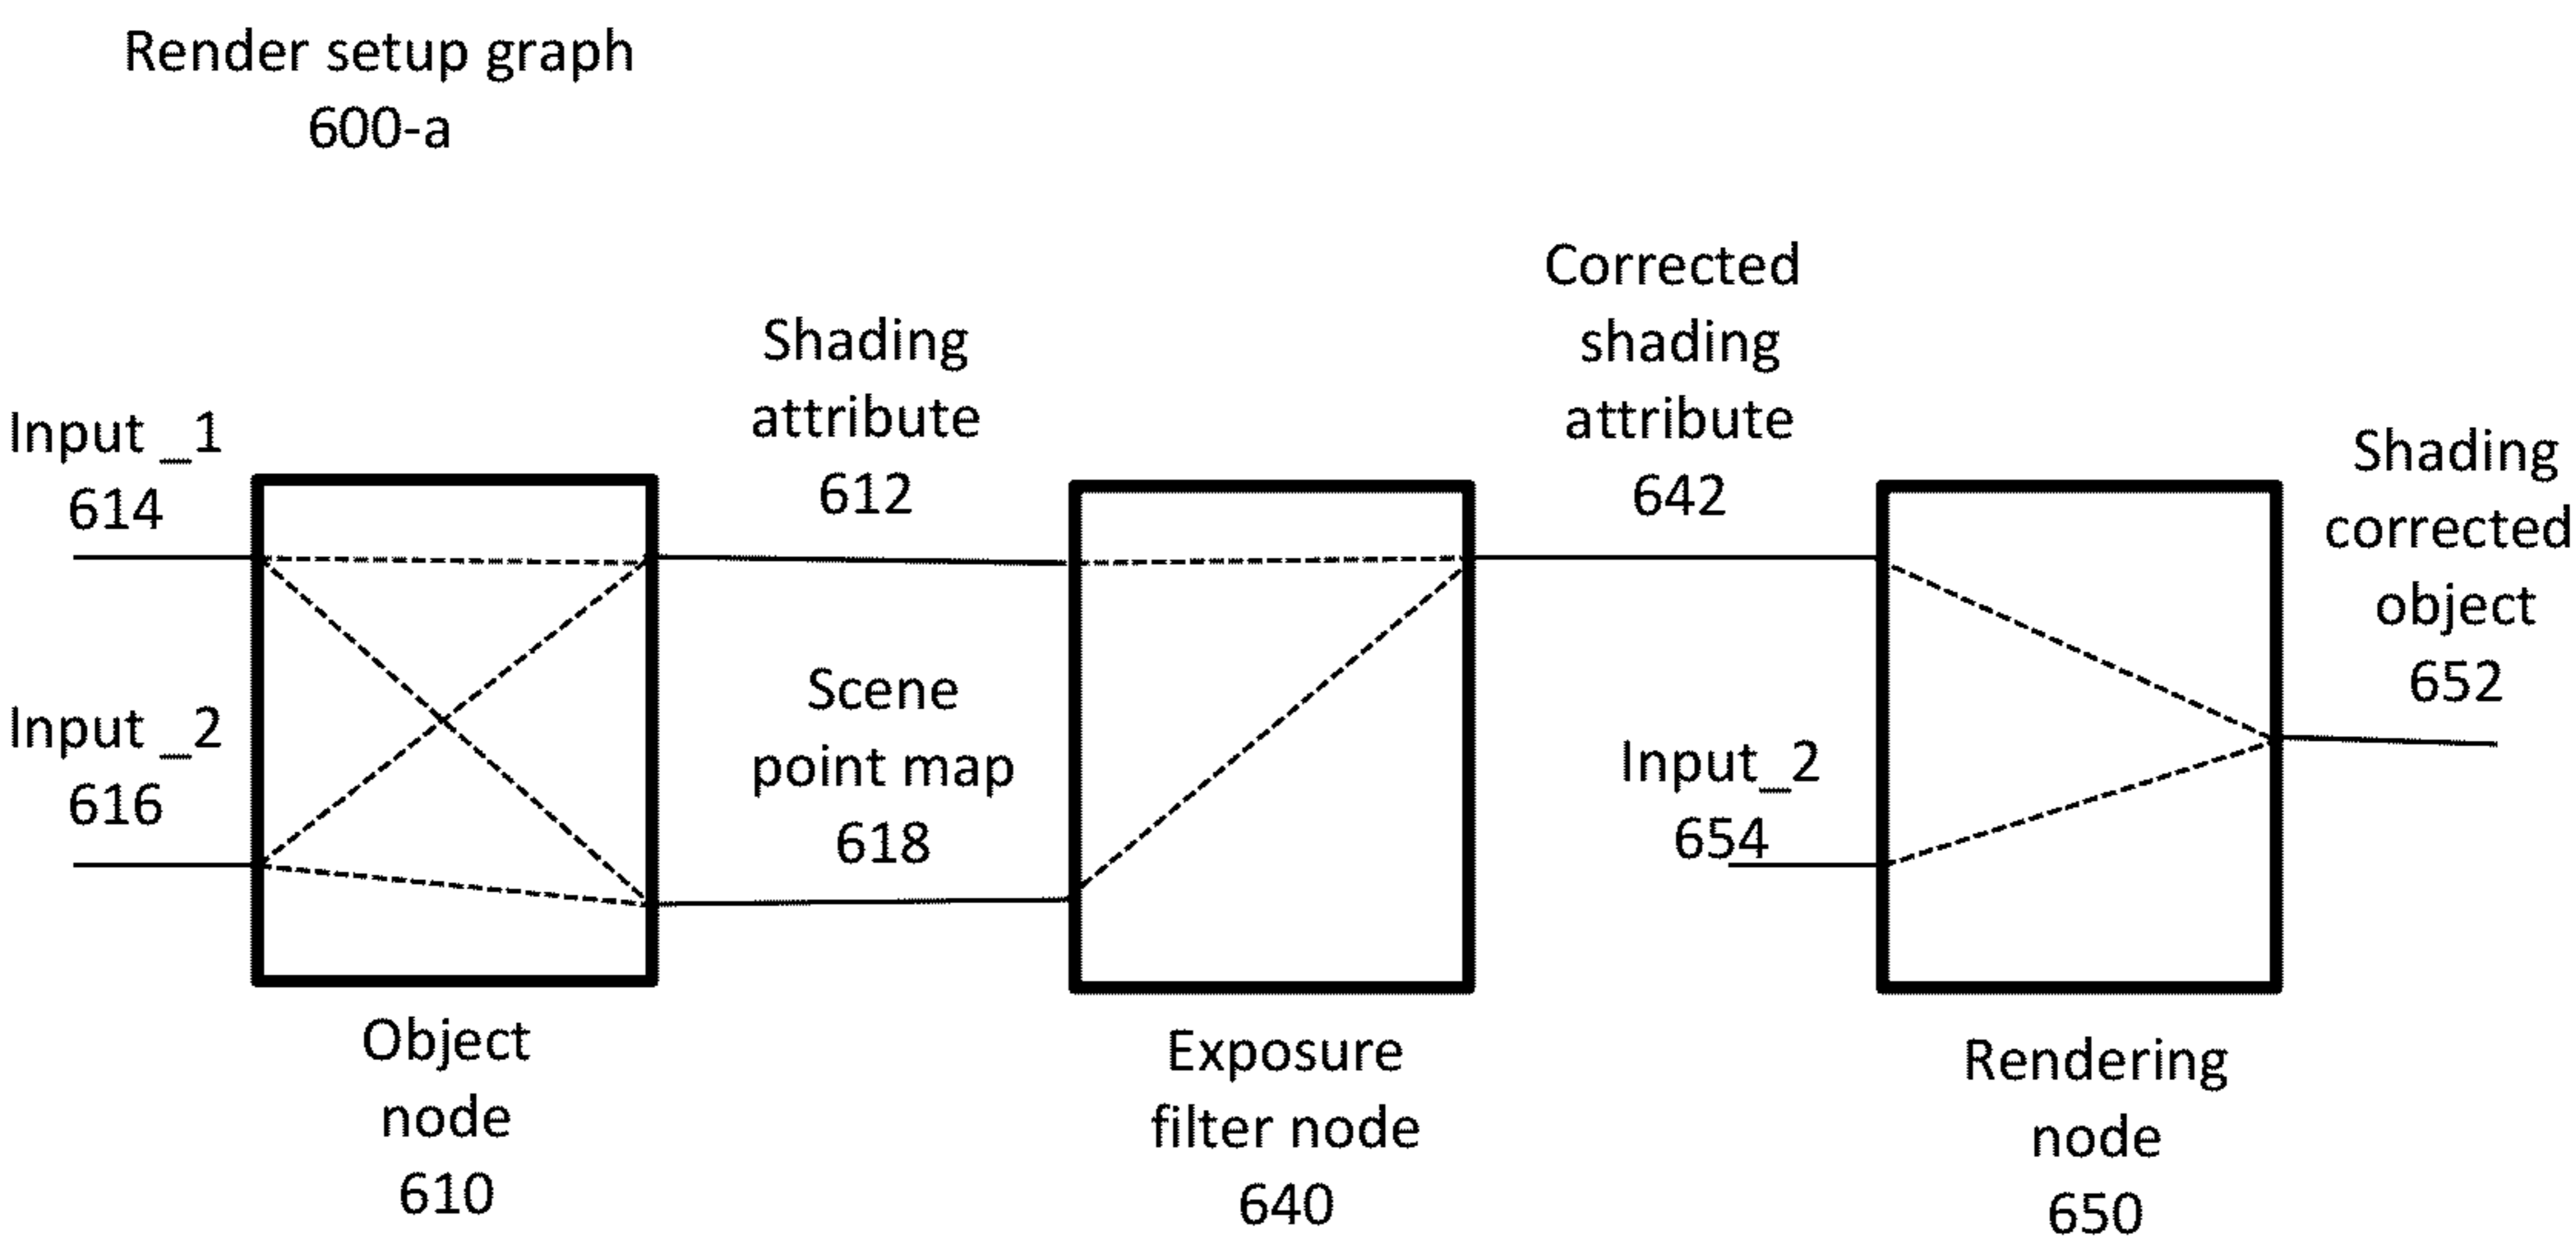 Render setup graph
600-a
Input _1
614
Input _2
616
Object
node
610
Shading
attribute
612
Scene
point map
618
Exposure
filter node
640
Corrected
shading
attribute
642
Input_2
654
Rendering
node
650
Shading
corrected
object
652